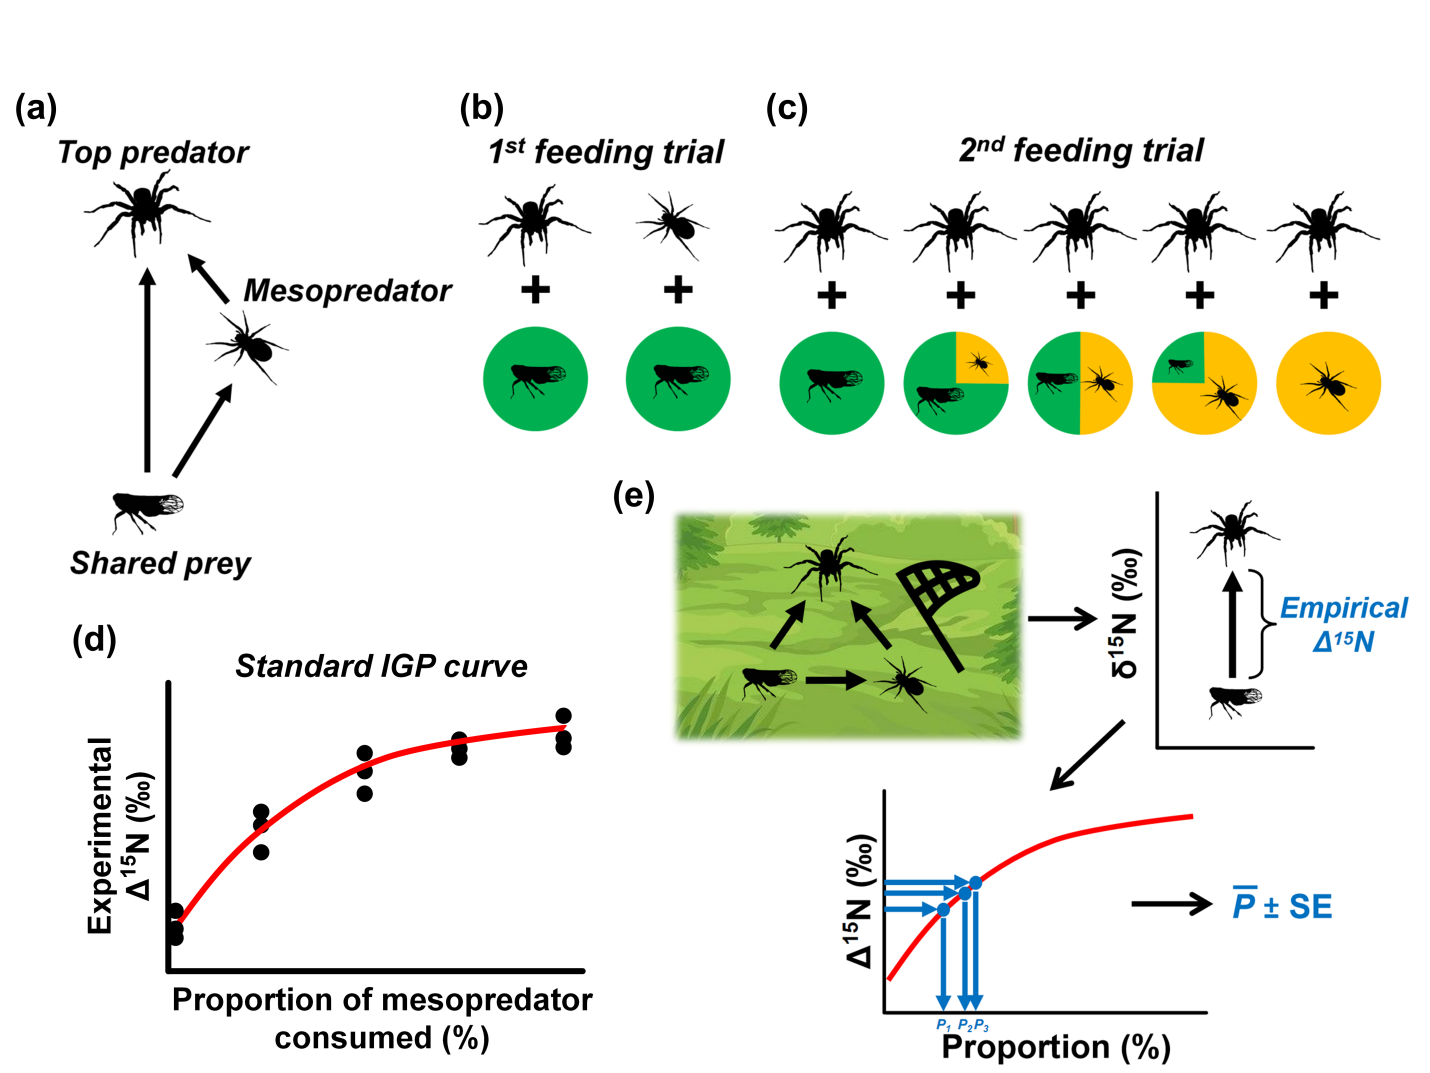 (a)
Top predator
Mesopredator
Shared prey
(b)
1st feeding trial
+ +
(c)
2nd feeding trial
+ + + + +
(d)
Standard IGP curve
Experimental
Δ15N (‰)
Proportion of mesopredator
consumed (%)
(e)
δ15N (‰)
Empirical
Δ15N
Δ15N (‰)
P1 P2 P3
Proportion (%)
P̅ ± SE